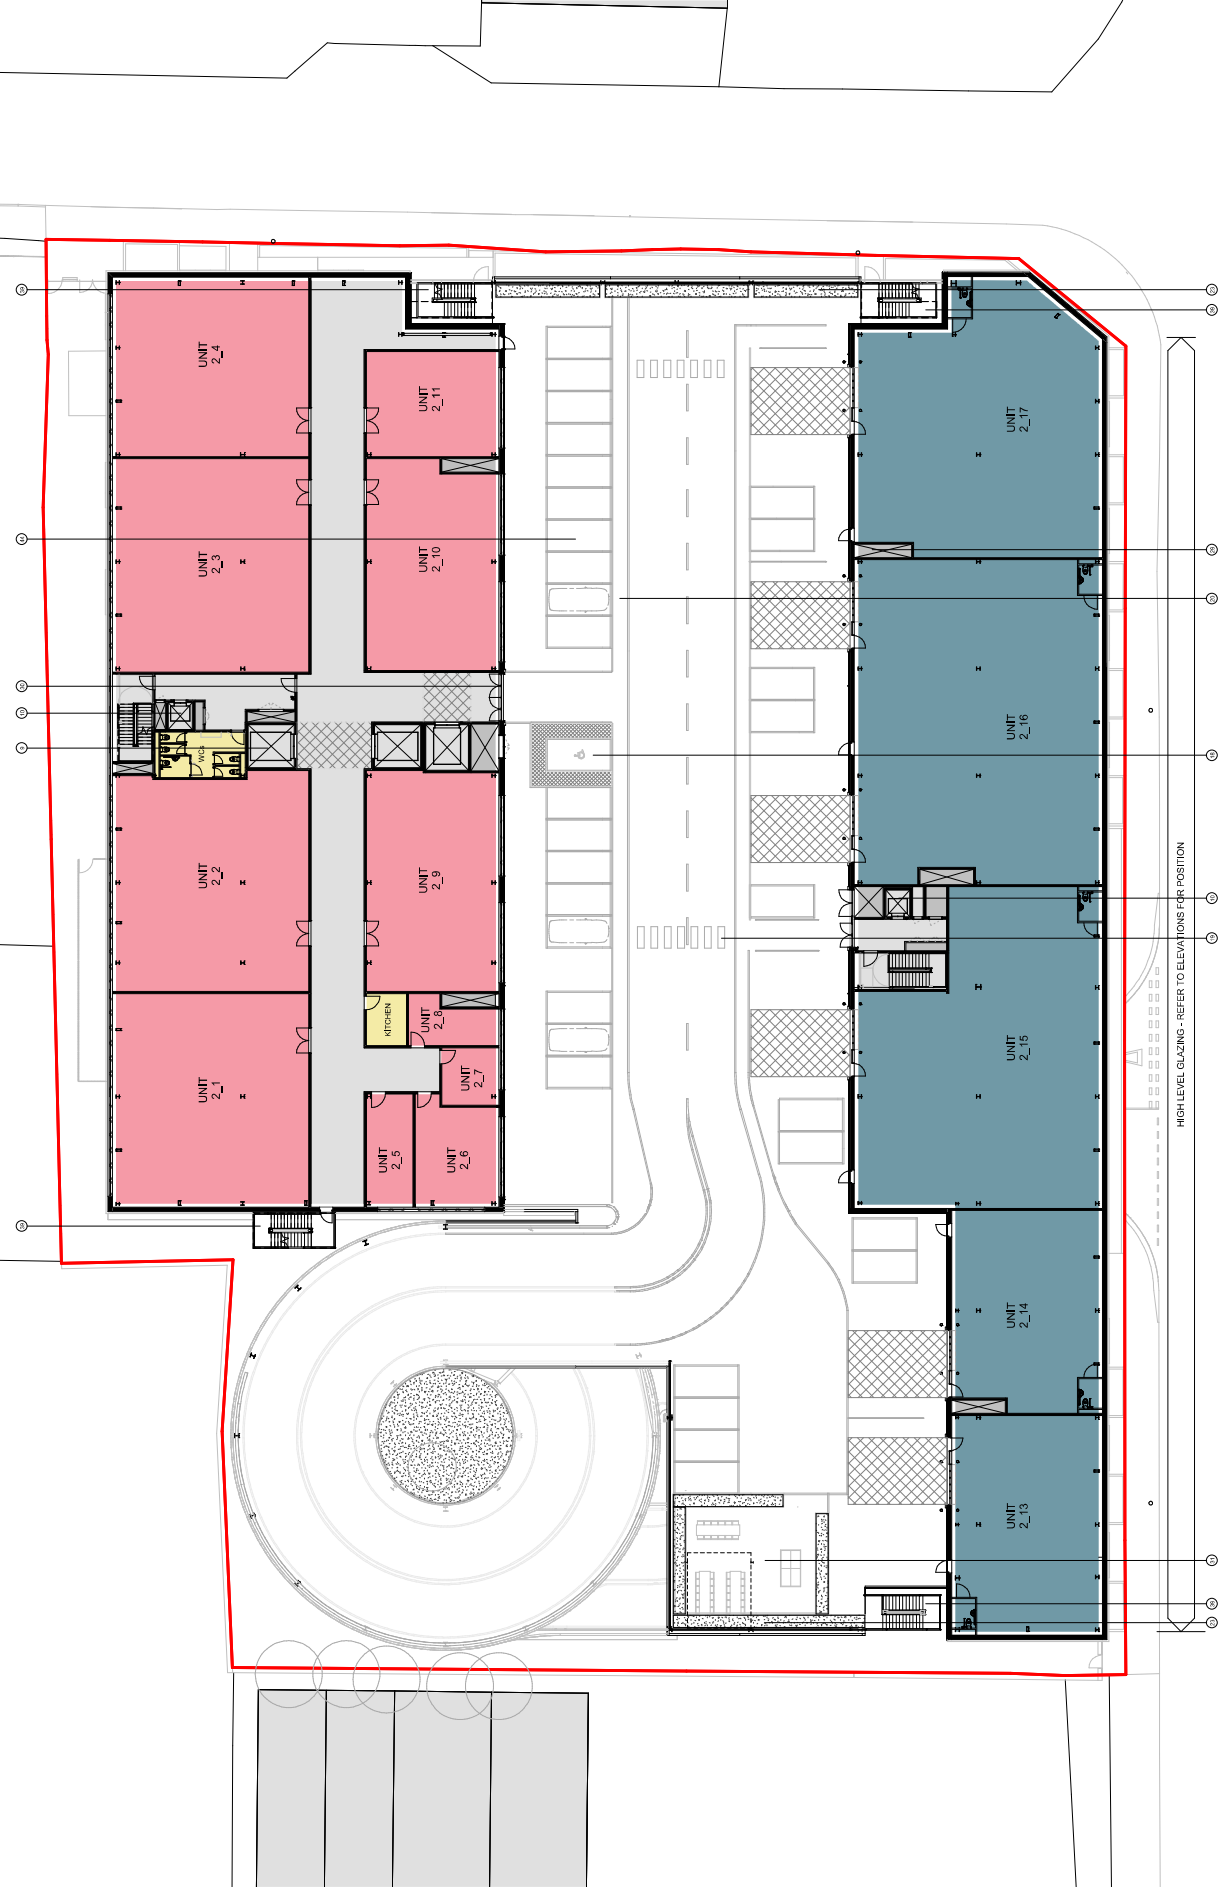 UNIT
2_4
UNIT
2_11
UNIT
2_17
UNIT
2_3
UNIT
2_10
UNIT
2_16
WCs
UNIT
2_2
UNIT
2_9
KITCHEN
UNIT
2_8
UNIT
2_7
UNIT
2_1
UNIT
2_5
UNIT
2_6
UNIT
2_15
UNIT
2_14
UNIT
2_13
HIGH LEVEL GLAZING - REFER TO ELEVATIONS FOR POSITION